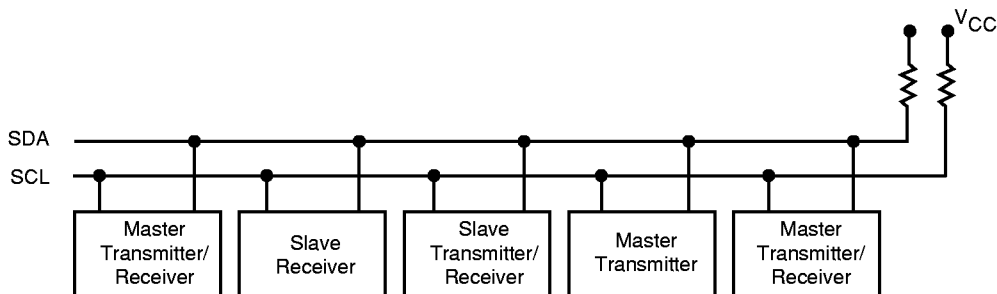 VCC
SDA
SCL
Master
Transmitter/
Receiver
Slave
Receiver
Slave
Transmitter/
Receiver
Master
Transmitter
Master
Transmitter/
Receiver